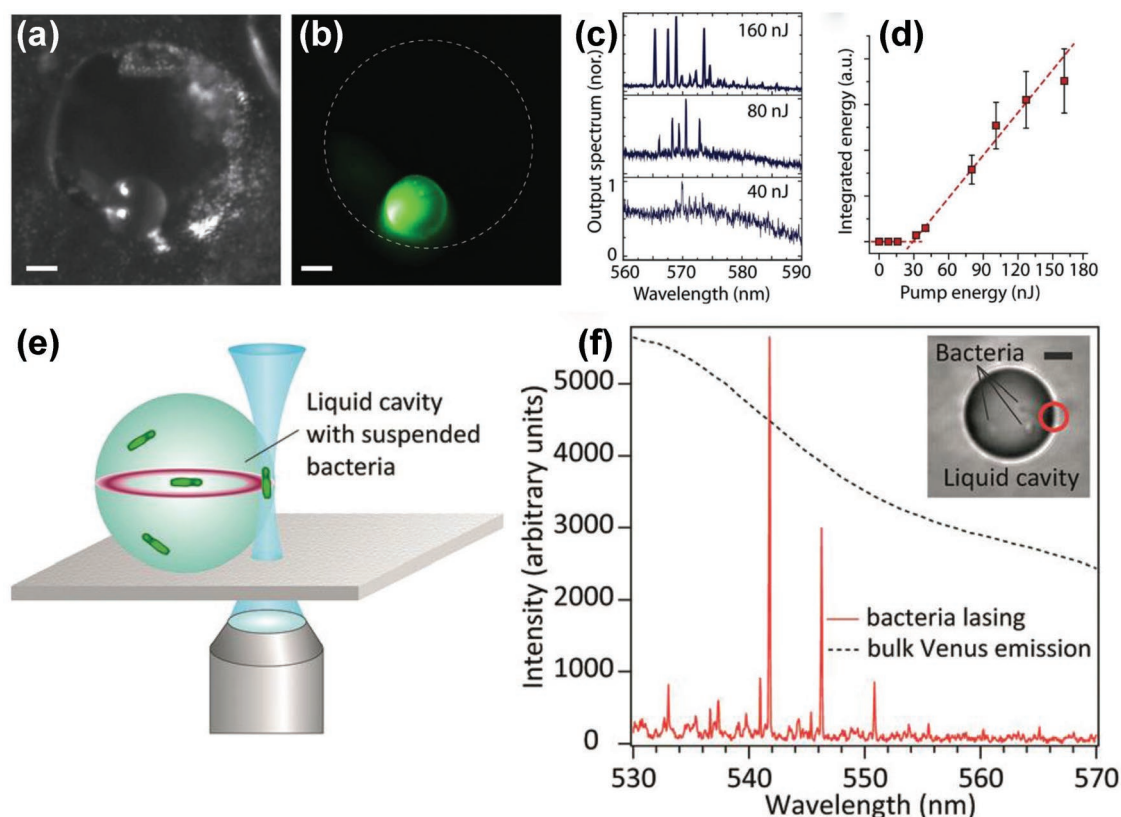 (a)
(b)
(c)
Output spectrum (nor.)
160 nJ
80 nJ
40 nJ
1
0
560
570
580
590
Wavelength (nm)
(d)
Integrated energy (a.u.)
0
30
60
90
120
150
180
Pump energy (nJ)
(e)
Liquid cavity
with suspended
bacteria
(f)
Intensity (arbitrary units)
5000
4000
3000
2000
1000
0
530
540
550
560
570
Wavelength (nm)
Bacteria
Liquid cavity
bacteria lasing
bulk Venus emission